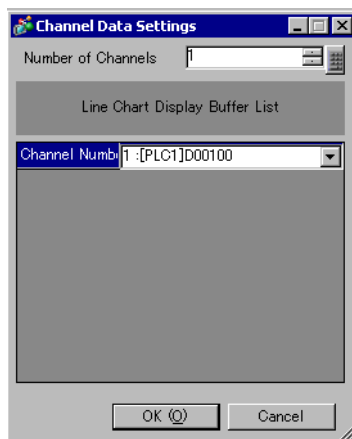 Channel Data Settings
Number of Channels 1
Line Chart Display Buffer List
Channel Numb 1 :[PLC1]D00100
OK (O) Cancel